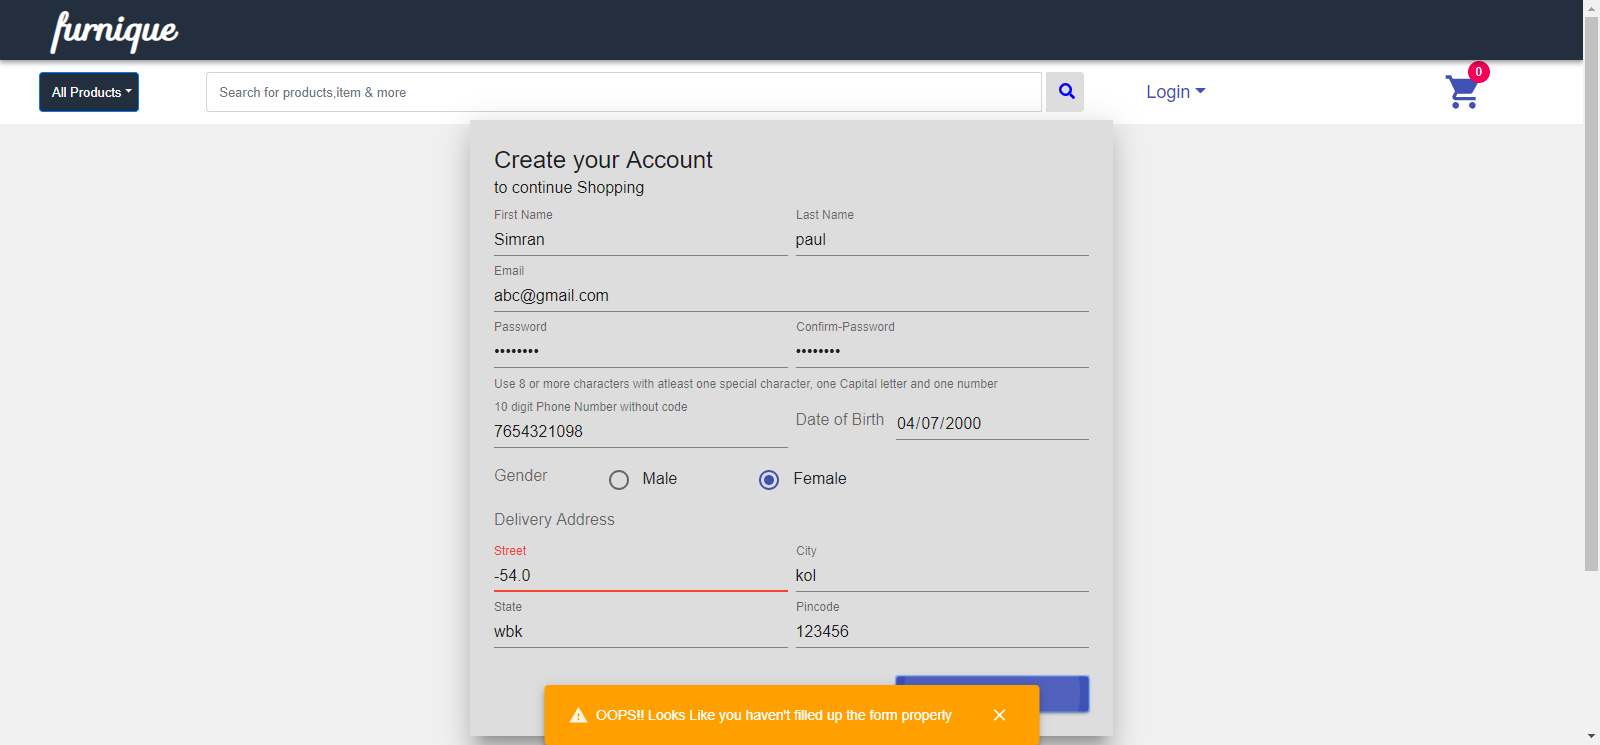 furnique
All Products
Search for products,item & more
Login
0
Create your Account
to continue Shopping
First Name
Last Name
Simran
paul
Email
abc@gmail.com
Password
Confirm-Password
••••••••
••••••••
Use 8 or more characters with atleast one special character, one Capital letter and one number
10 digit Phone Number without code
7654321098
Date of Birth
04/07/2000
Gender
Male
Female
Delivery Address
Street
City
-54.0
kol
State
Pincode
wbk
123456
OOPS!! Looks Like you haven't filled up the form properly